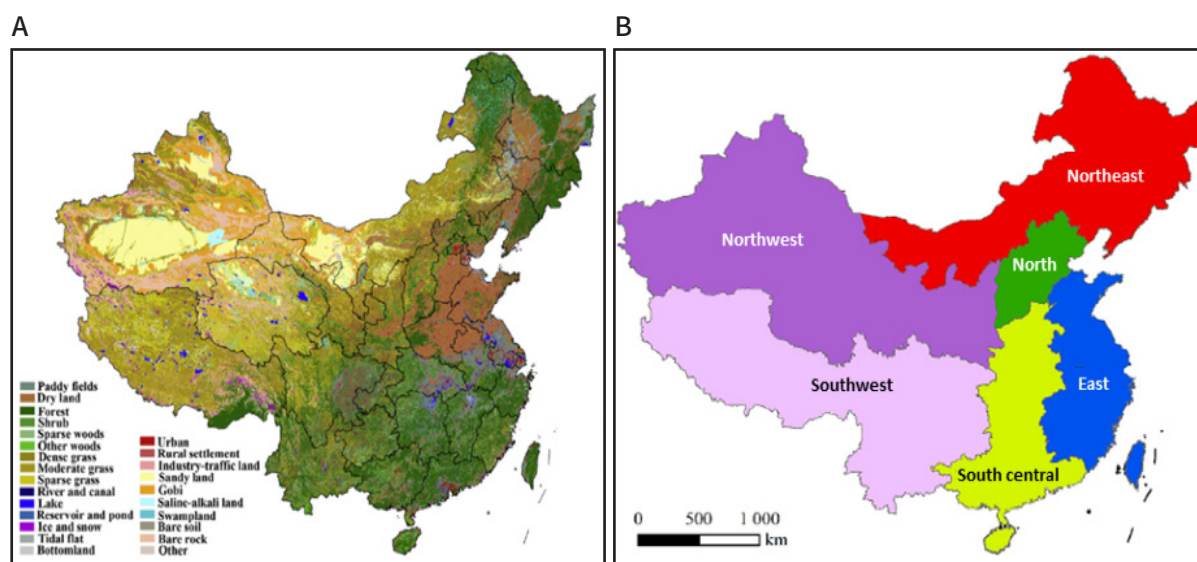 A
Paddy fields
Dry land
Forest
Shrub
Sparse woods
Other woods
Dense grass
Moderate grass
Sparse grass
River and canal
Lake
Reservoir and pond
Ice and snow
Tidal flat
Bottomland
Urban
Rural settlement
Industry-traffic land
Sandy land
Gobi
Saline-alkali land
Swampland
Bare soil
Bare rock
Other
B
Northeast
Northwest
North
Southwest
East
South central
0 500 1 000
km